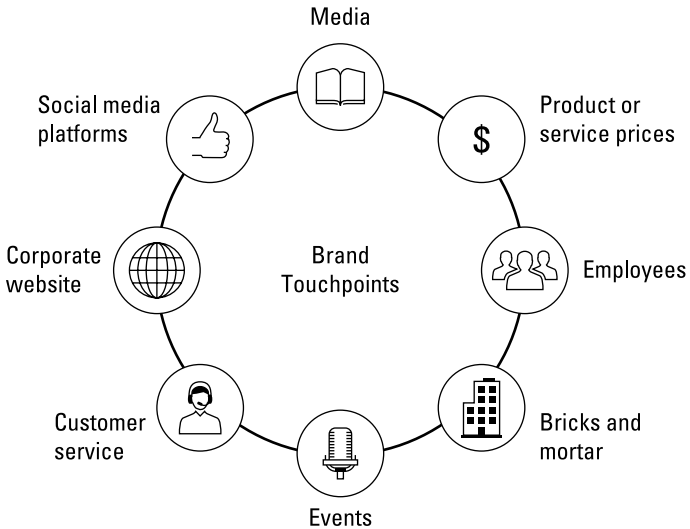 Media
Social media
platforms
Product or
service prices
$
Corporate
website
Brand
Touchpoints
Employees
Customer
service
Bricks and
mortar
Events